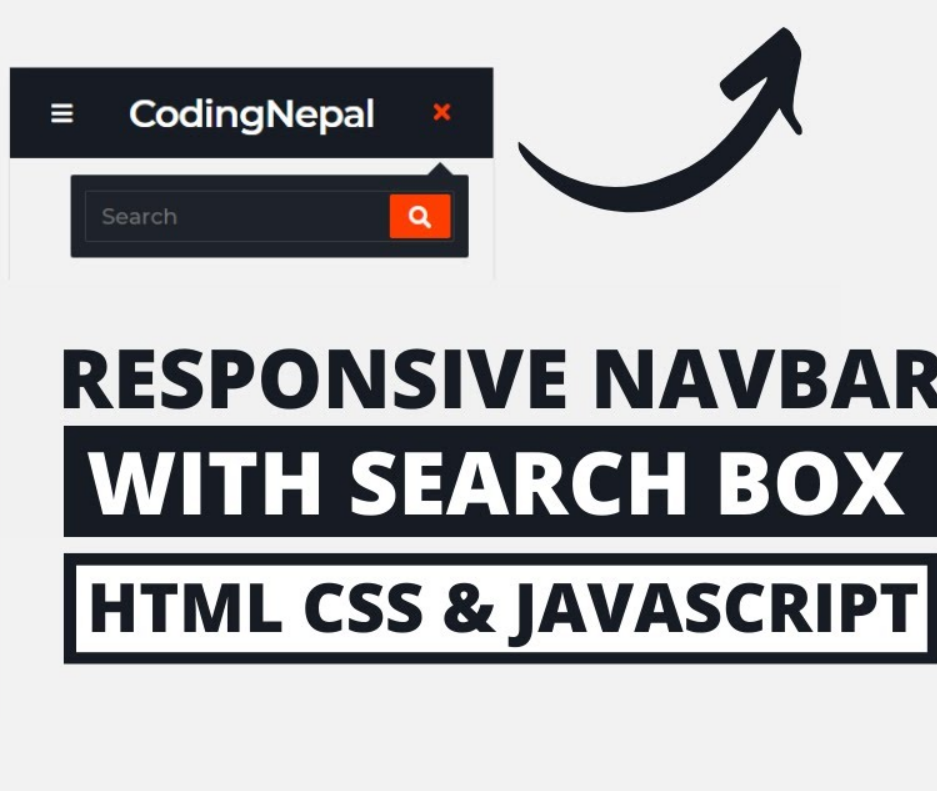 CodingNepal
Search
RESPONSIVE NAVBAR
WITH SEARCH BOX
HTML CSS & JAVASCRIPT